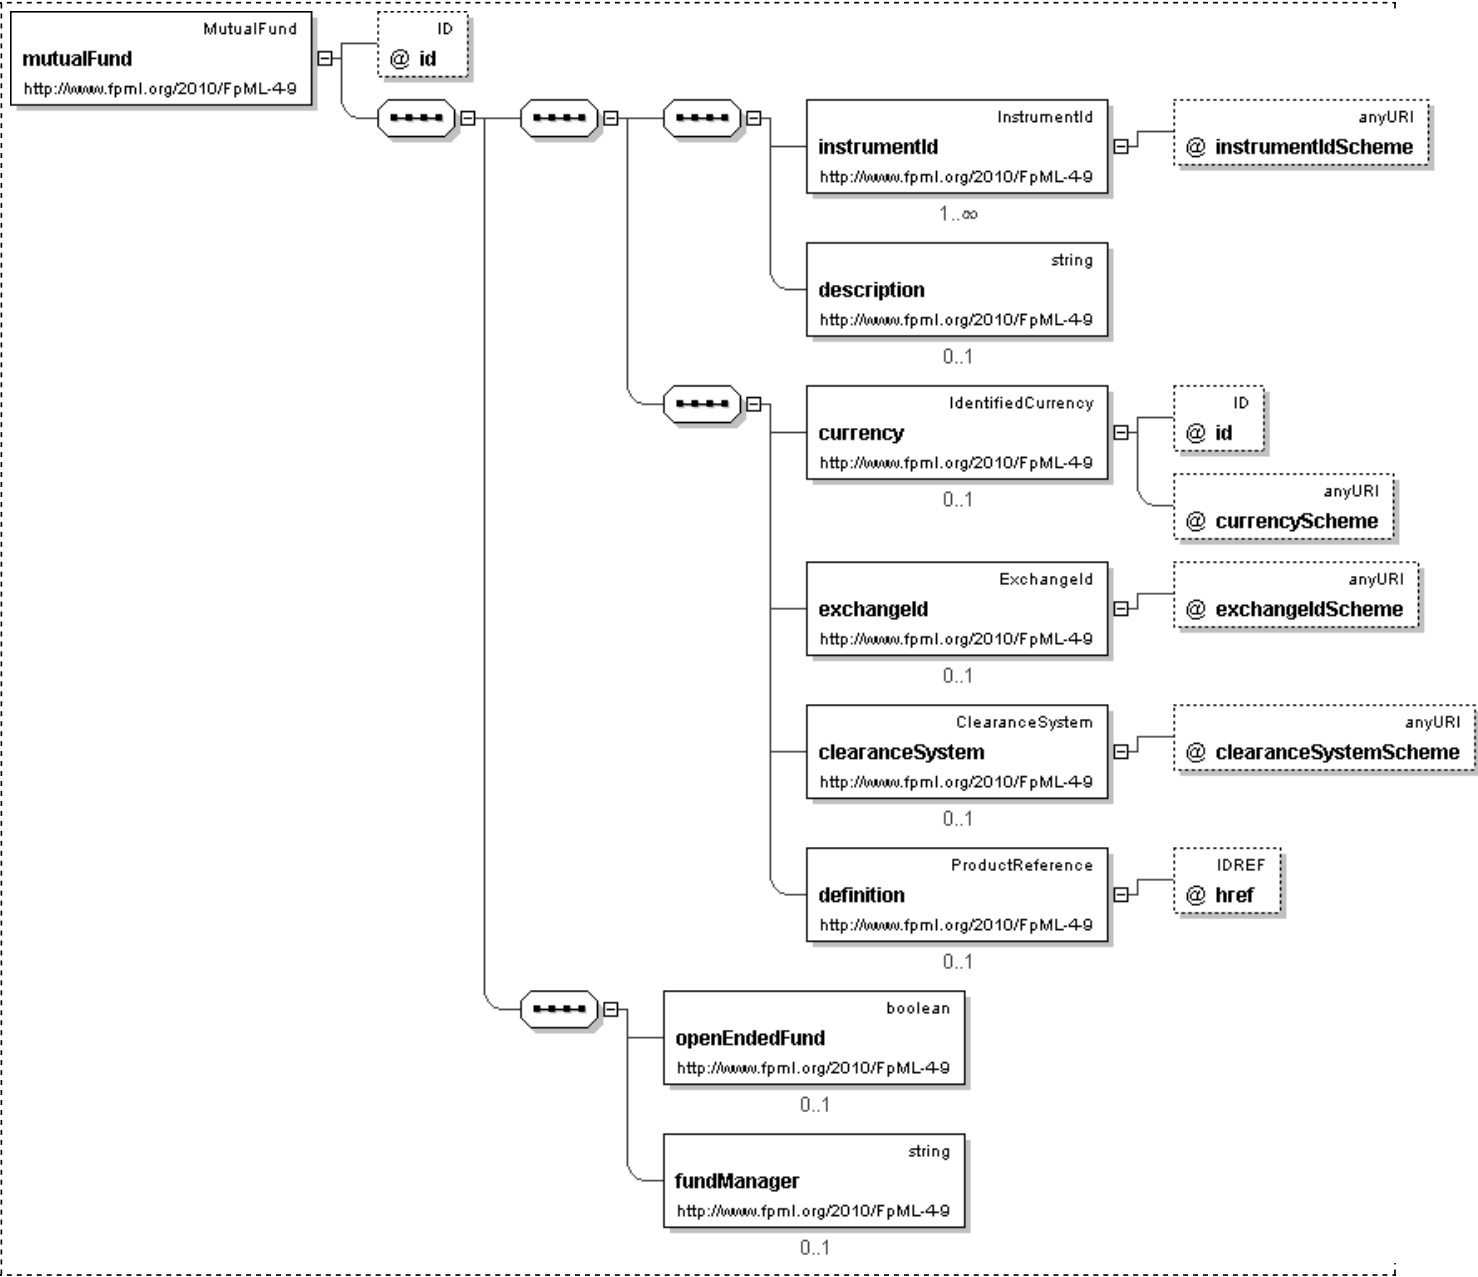 MutualFund
mutualFund
http://www.fpml.org/2010/FpML-4-9
ID
@ id
InstrumentId
instrumentId
http://www.fpml.org/2010/FpML-4-9
1..∞
anyURI
@ instrumentIdScheme
string
description
http://www.fpml.org/2010/FpML-4-9
0..1
IdentifiedCurrency
currency
http://www.fpml.org/2010/FpML-4-9
0..1
ID
@ id
anyURI
@ currencyScheme
ExchangeId
exchangeId
http://www.fpml.org/2010/FpML-4-9
0..1
anyURI
@ exchangeIdScheme
ClearanceSystem
clearanceSystem
http://www.fpml.org/2010/FpML-4-9
0..1
anyURI
@ clearanceSystemScheme
ProductReference
definition
http://www.fpml.org/2010/FpML-4-9
0..1
IDREF
@ href
boolean
openEndedFund
http://www.fpml.org/2010/FpML-4-9
0..1
string
fundManager
http://www.fpml.org/2010/FpML-4-9
0..1